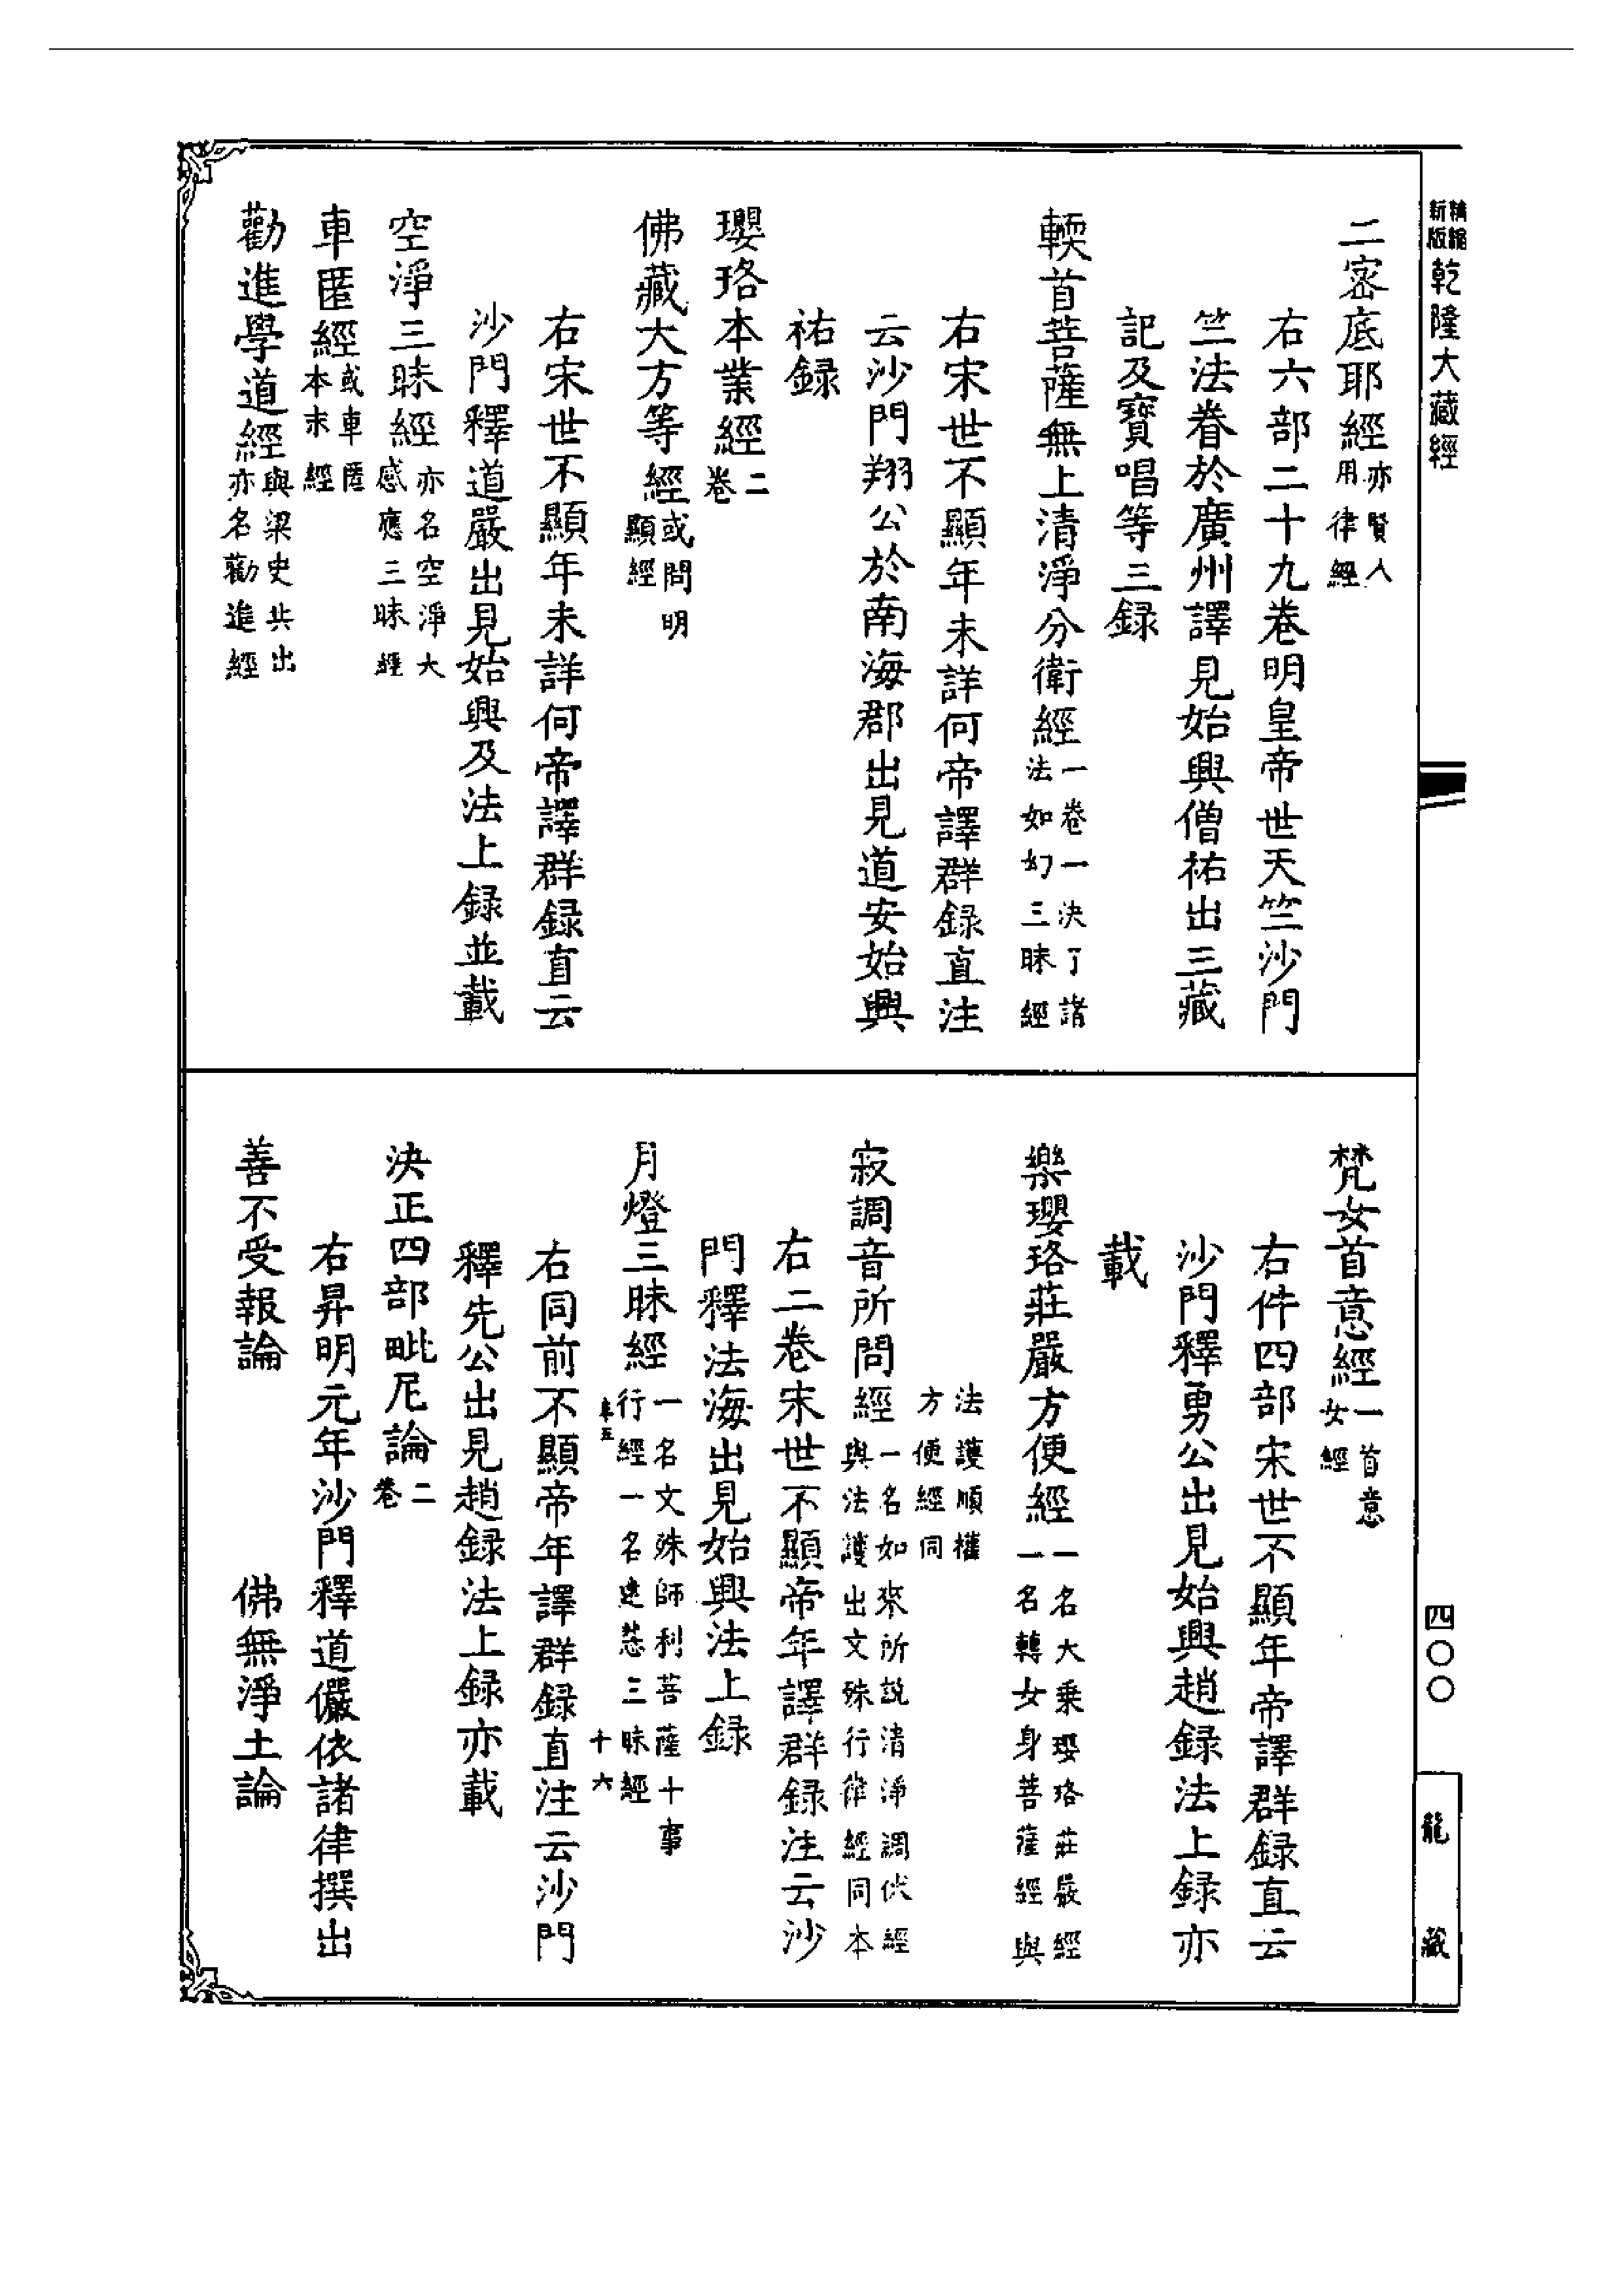 精縮新版乾隆大藏經
二密底耶經亦賢人用律經
右六部二十九卷明皇帝世天竺沙門
竺法眷於廣州譯見始興僧祐出三藏
記及寶唱等三錄
輭首菩薩無上清淨分衛經一卷一決了諸法如幻三昧經
右宋世不顯年未詳何帝譯群録直注
云沙門翔公於南海郡出見道安始興
祐録
瓔珞本業經二卷
佛藏大方等經或問明顯經
右宋世不顯年未詳何帝譯群録直云
沙門釋道嚴出見始興及法上録並載
空淨三昧經亦名空淨大感應三昧經
車匿經或車匿本末經
勸進學道經與梁史共出亦名勸進經
梵女首意經一首意女經
右件四部宋世不顯年帝譯群録直云
沙門釋勇公出見始興趙録法上録亦
載
樂瓔珞莊嚴方便經一名大乗瓔珞莊嚴經一名轉女身菩薩經與
法護順權方便經同
寂調音所問經一名如來所説清淨調伏經與法護出文殊行律經同本
右二卷宋世不顯帝年譯群録注云沙
門釋法海出見始興法上録
月燈三昧經一名文殊師利菩薩十事行經一名逮慧三昧經
五 十六
右同前不顯帝年譯群録直注云沙門
釋先公出見趙録法上録亦載
決正四部毗尼論二卷
右昇明元年沙門釋道儼依諸律撰出
善不受報論 佛無淨土論
四〇〇
龍藏